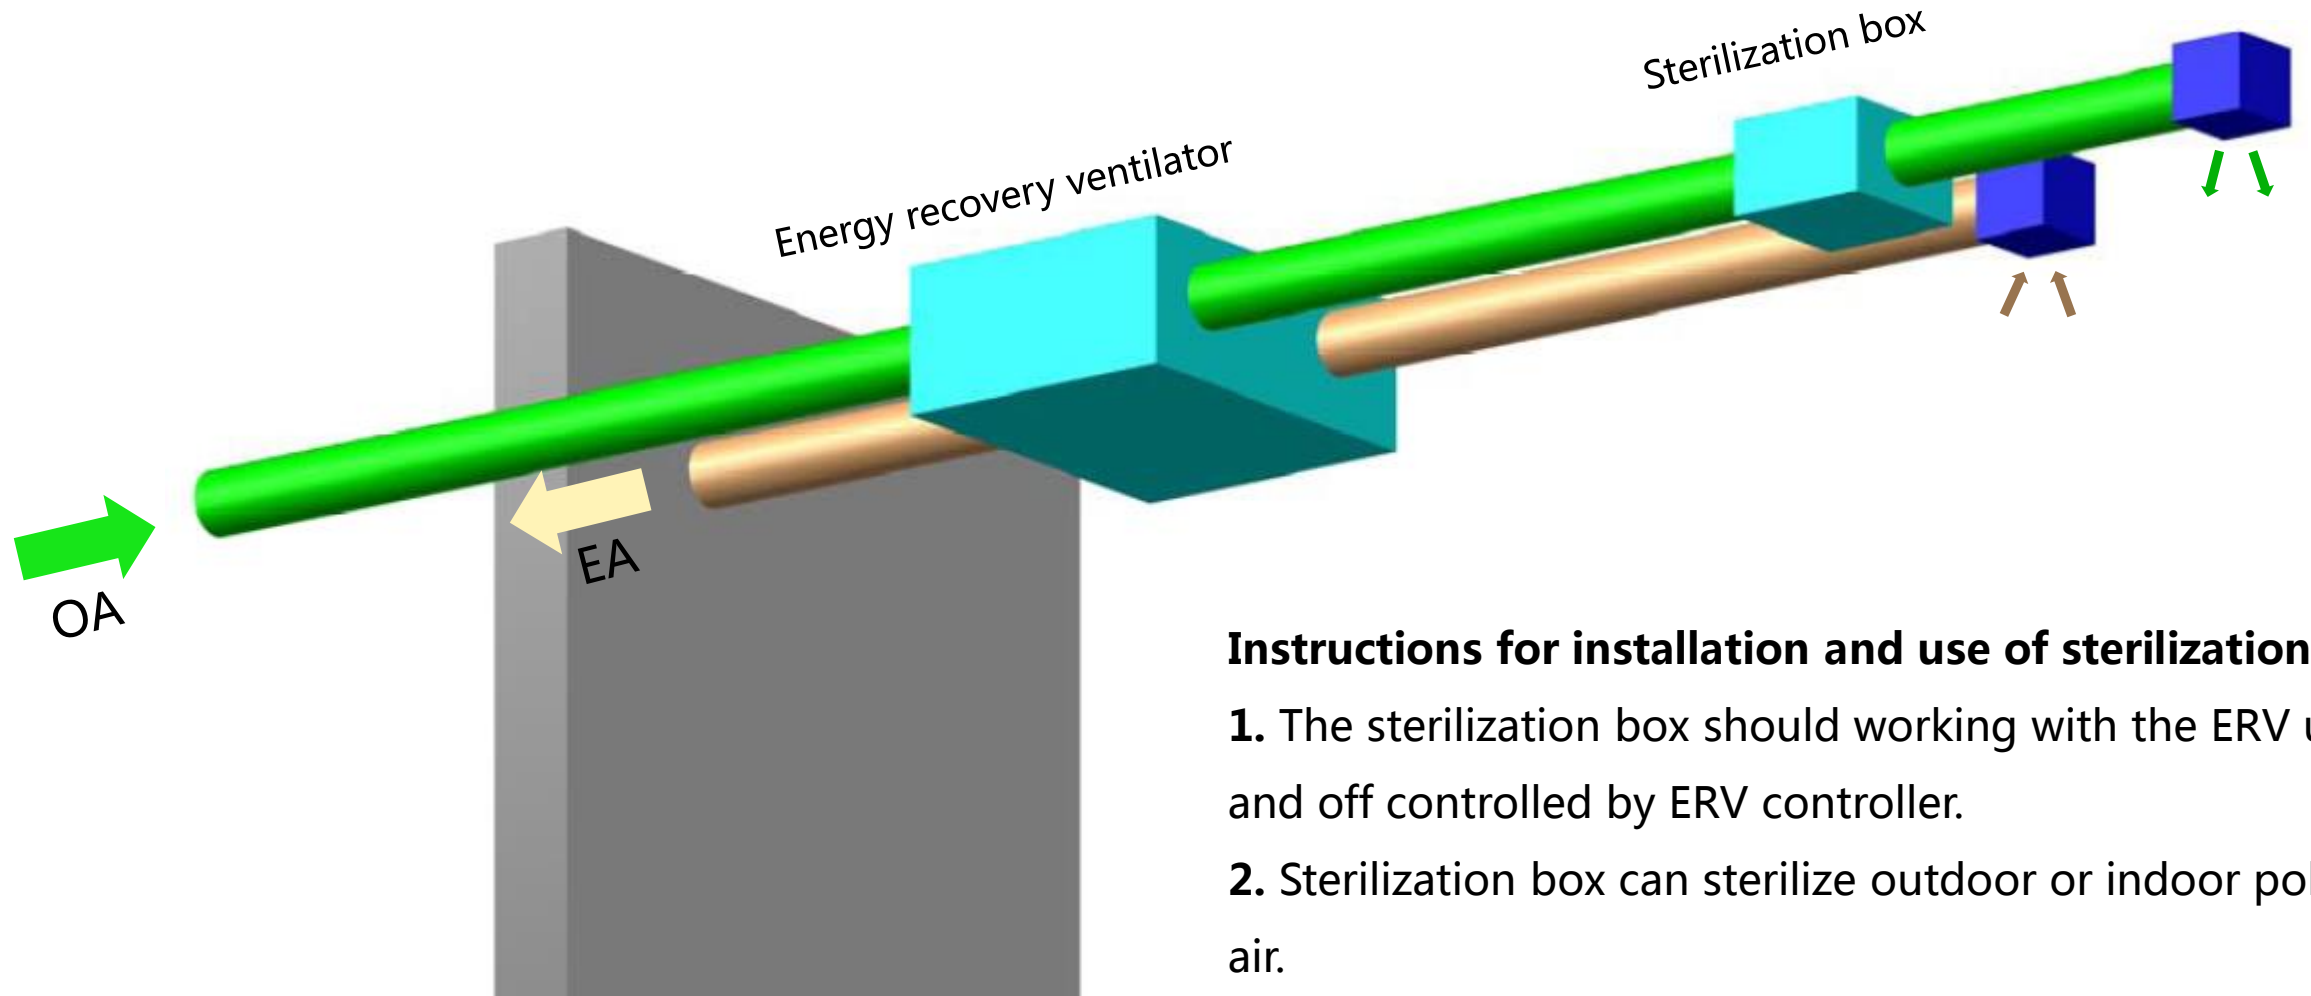 Sterilization box
Energy recovery ventilator
EA
OA
Instructions for installation and use of sterilization
1. The sterilization box should working with the ERV
and off controlled by ERV controller.
2. Sterilization box can sterilize outdoor or indoor
air.